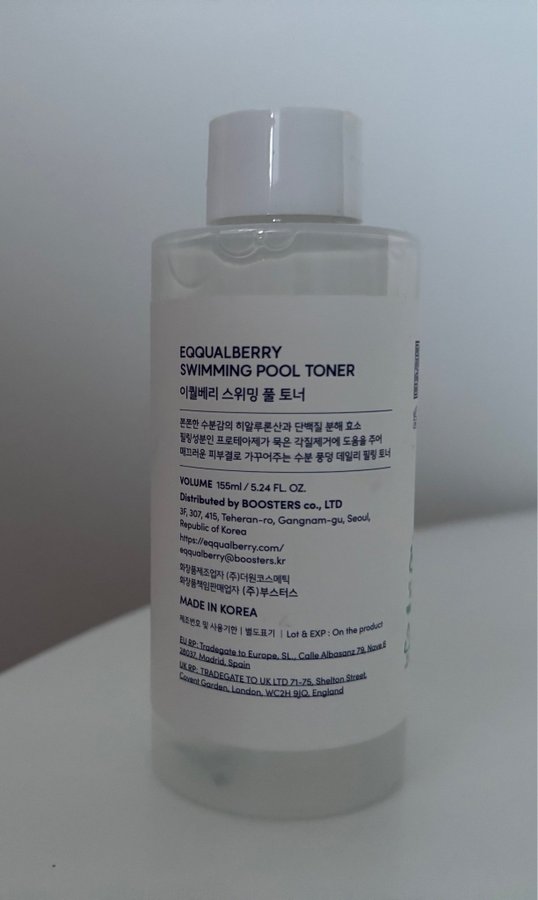 EQQUALBERRY
SWIMMING POOL TONER
이퀄베리 스위밍 풀 토너
쫀쫀한 수분감의 히알루론산과 단백질 분해 효소
필링성분인 프로테아제가 묵은 각질제거에 도움을 주어
매끄러운 피부결로 가꾸어주는 수분 퐁덩 데일리 필링 토너
VOLUME 155ml / 5.24 FL. OZ.
Distributed by BOOSTERS co., LTD
3F, 307, 415, Teheran-ro, Gangnam-gu, Seoul,
Republic of Korea
https://eqqualberry.com/
eqqualberry@boosters.kr
화장품제조업자 (주)더원코스메틱
화장품책임판매업자 (주)부스터스
MADE IN KOREA
제조번호 및 사용기한 | 별도표기 | Lot & EXP : On the product
EU RP: Tradegate to Europe, SL., Calle Albasanz 79, Nave 6
28037, Madrid, Spain
UK RP: TRADEGATE TO UK LTD 71-75, Shelton Street,
Covent Garden, London, WC2H 9JQ, England